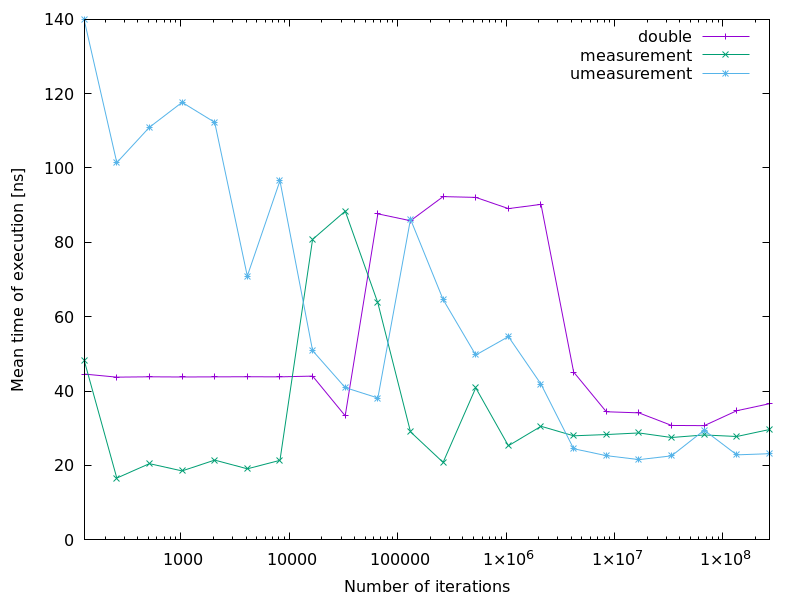 140
120
100
80
60
40
20
0
Mean time of execution [ns]
double
measurement
umeasurement
1000 10000 100000 1×10⁶ 1×10⁷ 1×10⁸
Number of iterations